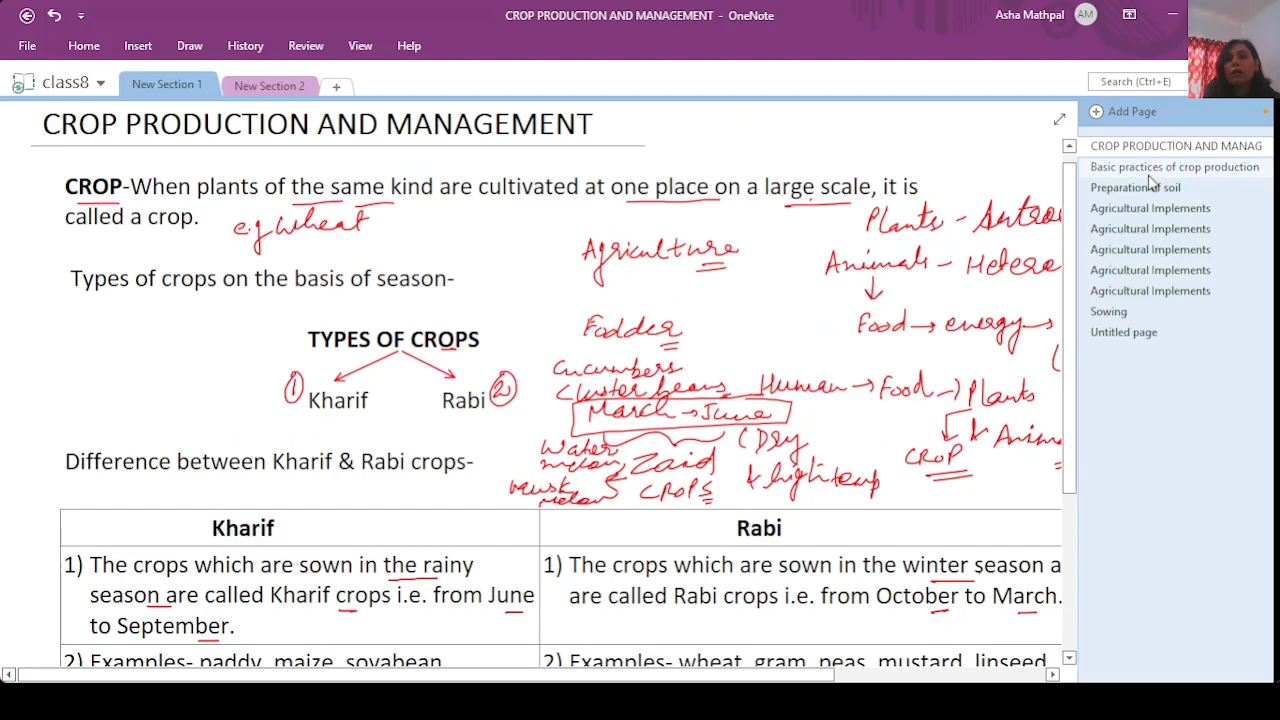 CROP PRODUCTION AND MANAGEMENT - OneNote
Asha Mathpal
AM
File
Home
Insert
Draw
History
Review
View
Help
class8
New Section 1
New Section 2
Search (Ctrl+E)
CROP PRODUCTION AND MANAGEMENT
CROP-When plants of the same kind are cultivated at one place on a large scale, it is
called a crop.
e.g wheat
Types of crops on the basis of season-
TYPES OF CROPS
1
Kharif
Rabi
2
Agriculture
Fodder
Cucumbers
Cluster beans
March → June
Water
melon
Zaid
Musk
melon
CROPS
(Dry
& high temp
Plants - Autro
Animals - Hetero
Food → energy →
(
Human → Food → Plants
& Anim
CROP
Difference between Kharif & Rabi crops-
Kharif
Rabi
1) The crops which are sown in the rainy
season are called Kharif crops i.e. from June
to September.
1) The crops which are sown in the winter season a
are called Rabi crops i.e. from October to March.
2) Examples- paddy, maize, soyabean
2) Examples- wheat, gram, peas, mustard, linseed
Add Page
CROP PRODUCTION AND MANAG
Basic practices of crop production
Preparation of soil
Agricultural Implements
Agricultural Implements
Agricultural Implements
Agricultural Implements
Agricultural Implements
Sowing
Untitled page